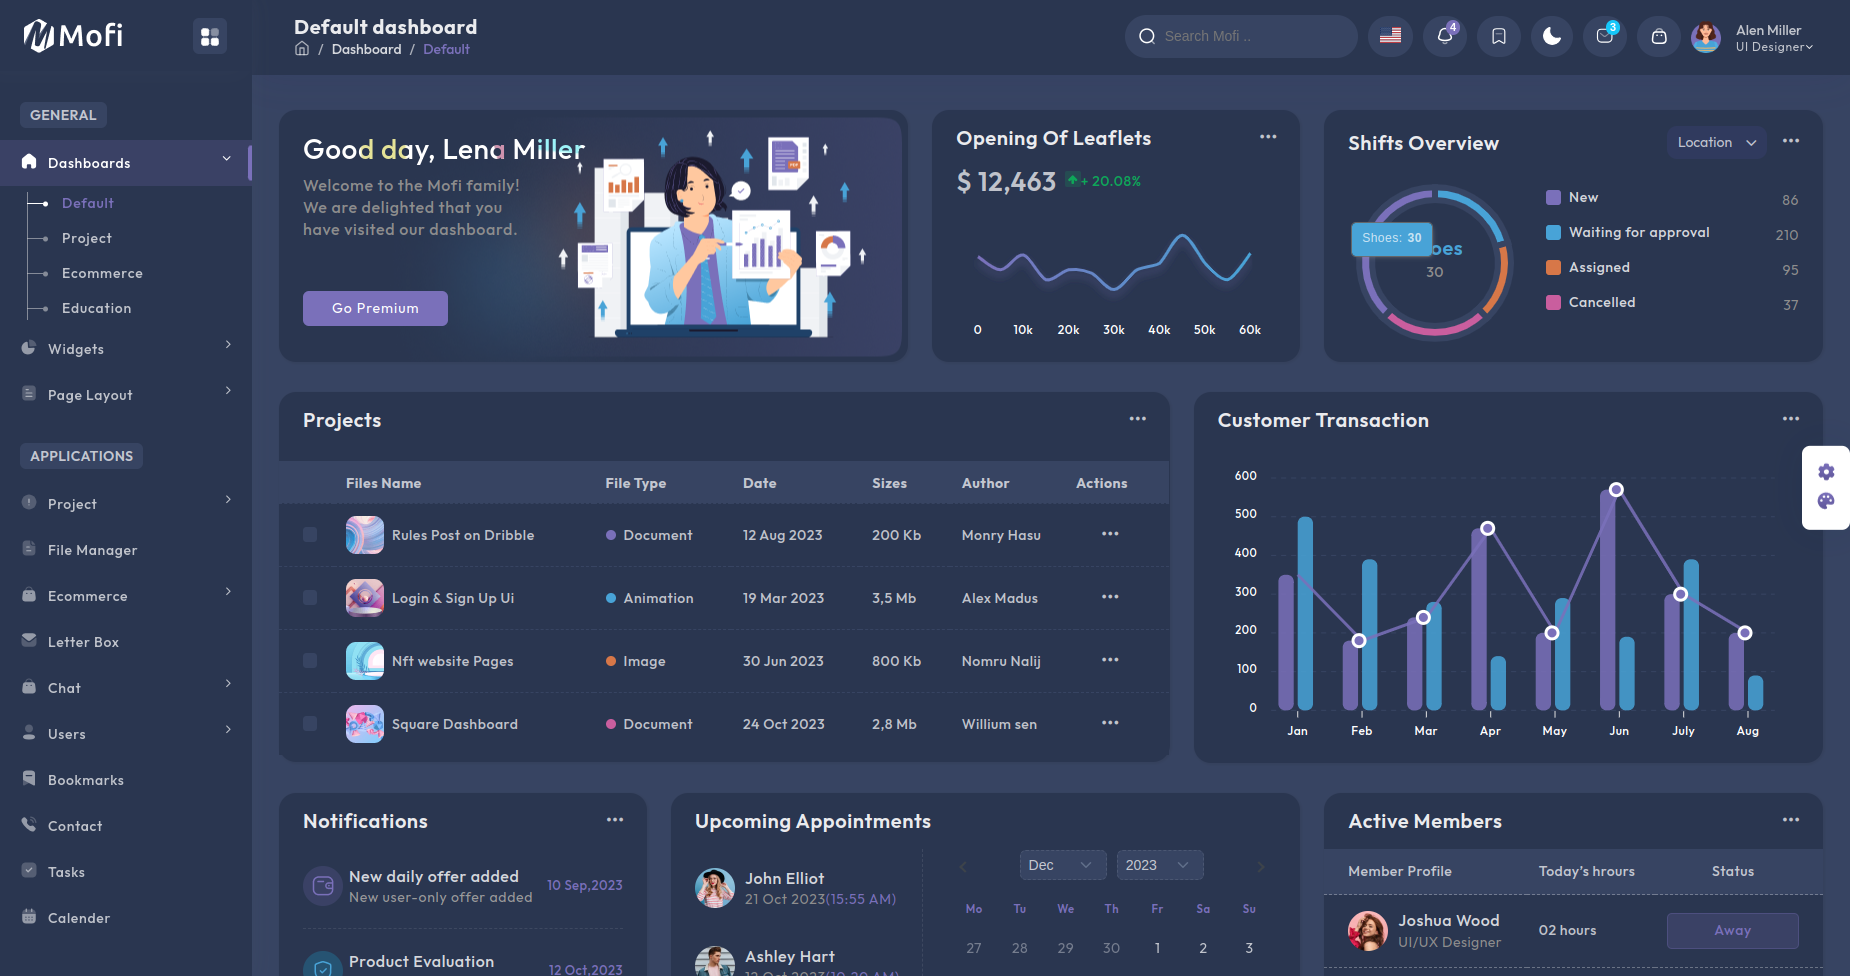 Mofi
Default dashboard
/ Dashboard / Default
Search Mofi ..
4
3
Alen Miller
UI Designer
GENERAL
Dashboards
Default
Project
Ecommerce
Education
Widgets
Page Layout
APPLICATIONS
Project
File Manager
Ecommerce
Letter Box
Chat
Users
Bookmarks
Contact
Tasks
Calender
Good day, Lena Miller
Welcome to the Mofi family!
We are delighted that you
have visited our dashboard.
Go Premium
PDF
Opening Of Leaflets
$ 12,463 + 20.08%
0 10k 20k 30k 40k 50k 60k
Shifts Overview
Location
Shoes: 30
oes
30
New 86
Waiting for approval 210
Assigned 95
Cancelled 37
Projects
Files Name File Type Date Sizes Author Actions
Rules Post on Dribble Document 12 Aug 2023 200 Kb Monry Hasu
Login & Sign Up Ui Animation 19 Mar 2023 3,5 Mb Alex Madus
Nft website Pages Image 30 Jun 2023 800 Kb Nomru Nalij
Square Dashboard Document 24 Oct 2023 2,8 Mb Willium sen
Customer Transaction
600
500
400
300
200
100
0
Jan Feb Mar Apr May Jun July Aug
Notifications
New daily offer added
New user-only offer added
10 Sep,2023
Product Evaluation
12 Oct,2023
Upcoming Appointments
John Elliot
21 Oct 2023(15:55 AM)
Ashley Hart
12 Oct 2023(10:20 AM)
Dec 2023
Mo Tu We Th Fr Sa Su
27 28 29 30 1 2 3
Active Members
Member Profile Today's hrours Status
Joshua Wood
UI/UX Designer
02 hours
Away